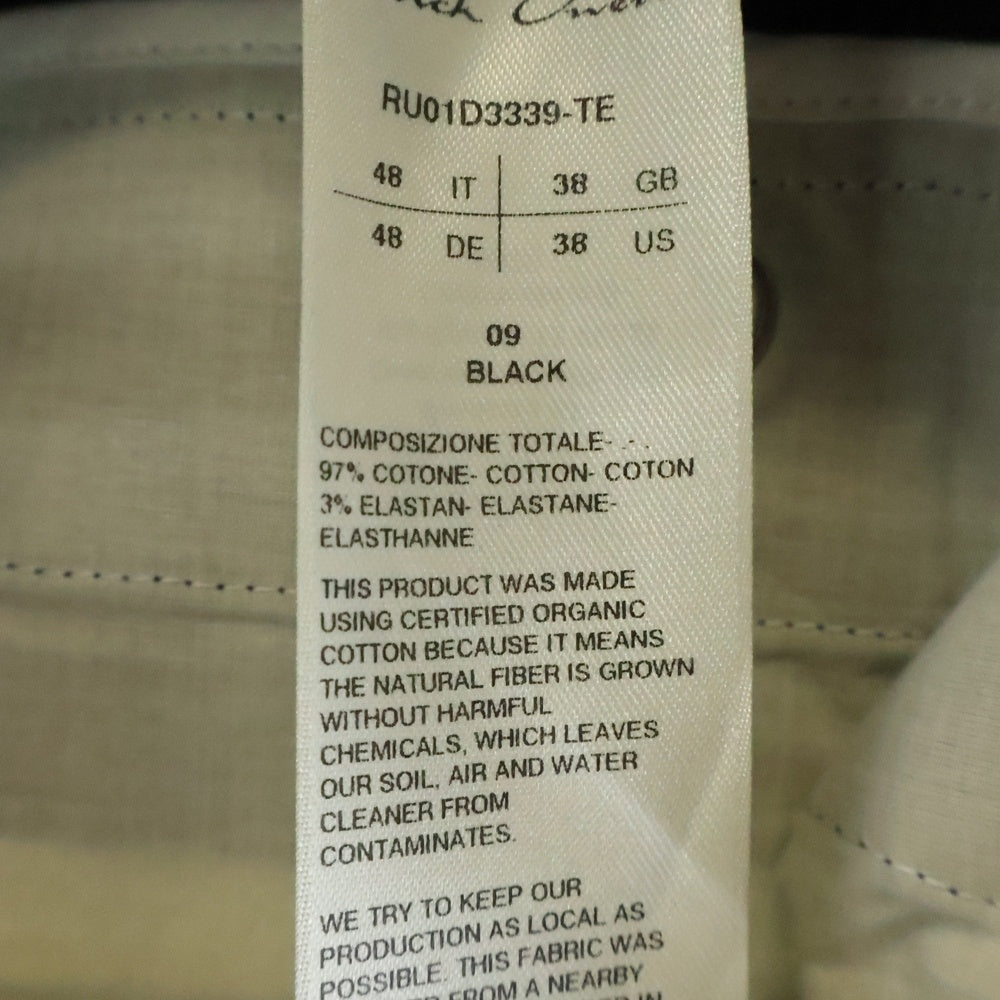 RU01D3339-TE
48 IT 38 GB
48 DE 38 US
09
BLACK
COMPOSIZIONE TOTALE-
97% COTONE- COTTON- COTON
3% ELASTAN- ELASTANE-
ELASTHANNE
THIS PRODUCT WAS MADE
USING CERTIFIED ORGANIC
COTTON BECAUSE IT MEANS
THE NATURAL FIBER IS GROWN
WITHOUT HARMFUL
CHEMICALS, WHICH LEAVES
OUR SOIL, AIR AND WATER
CLEANER FROM
CONTAMINATES.
WE TRY TO KEEP OUR
PRODUCTION AS LOCAL AS
POSSIBLE. THIS FABRIC WAS
FROM A NEARBY
IN